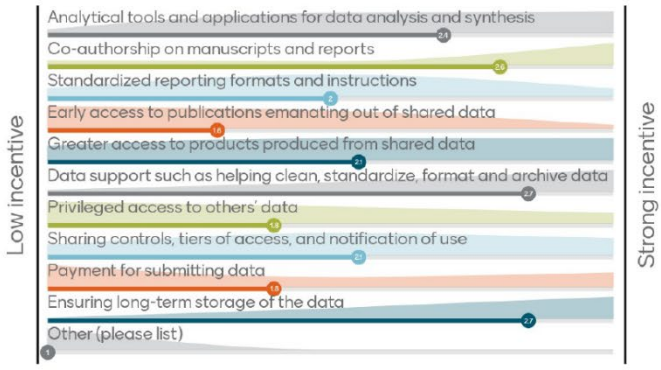 Low incentive
Strong incentive
Analytical tools and applications for data analysis and synthesis
2.4
Co-authorship on manuscripts and reports
2.6
Standardized reporting formats and instructions
2
Early access to publications emanating out of shared data
1.6
Greater access to products produced from shared data
2.1
Data support such as helping clean, standardize, format and archive data
2.7
Privileged access to others' data
1.8
Sharing controls, tiers of access, and notification of use
2.1
Payment for submitting data
1.8
Ensuring long-term storage of the data
2.7
Other (please list)
1